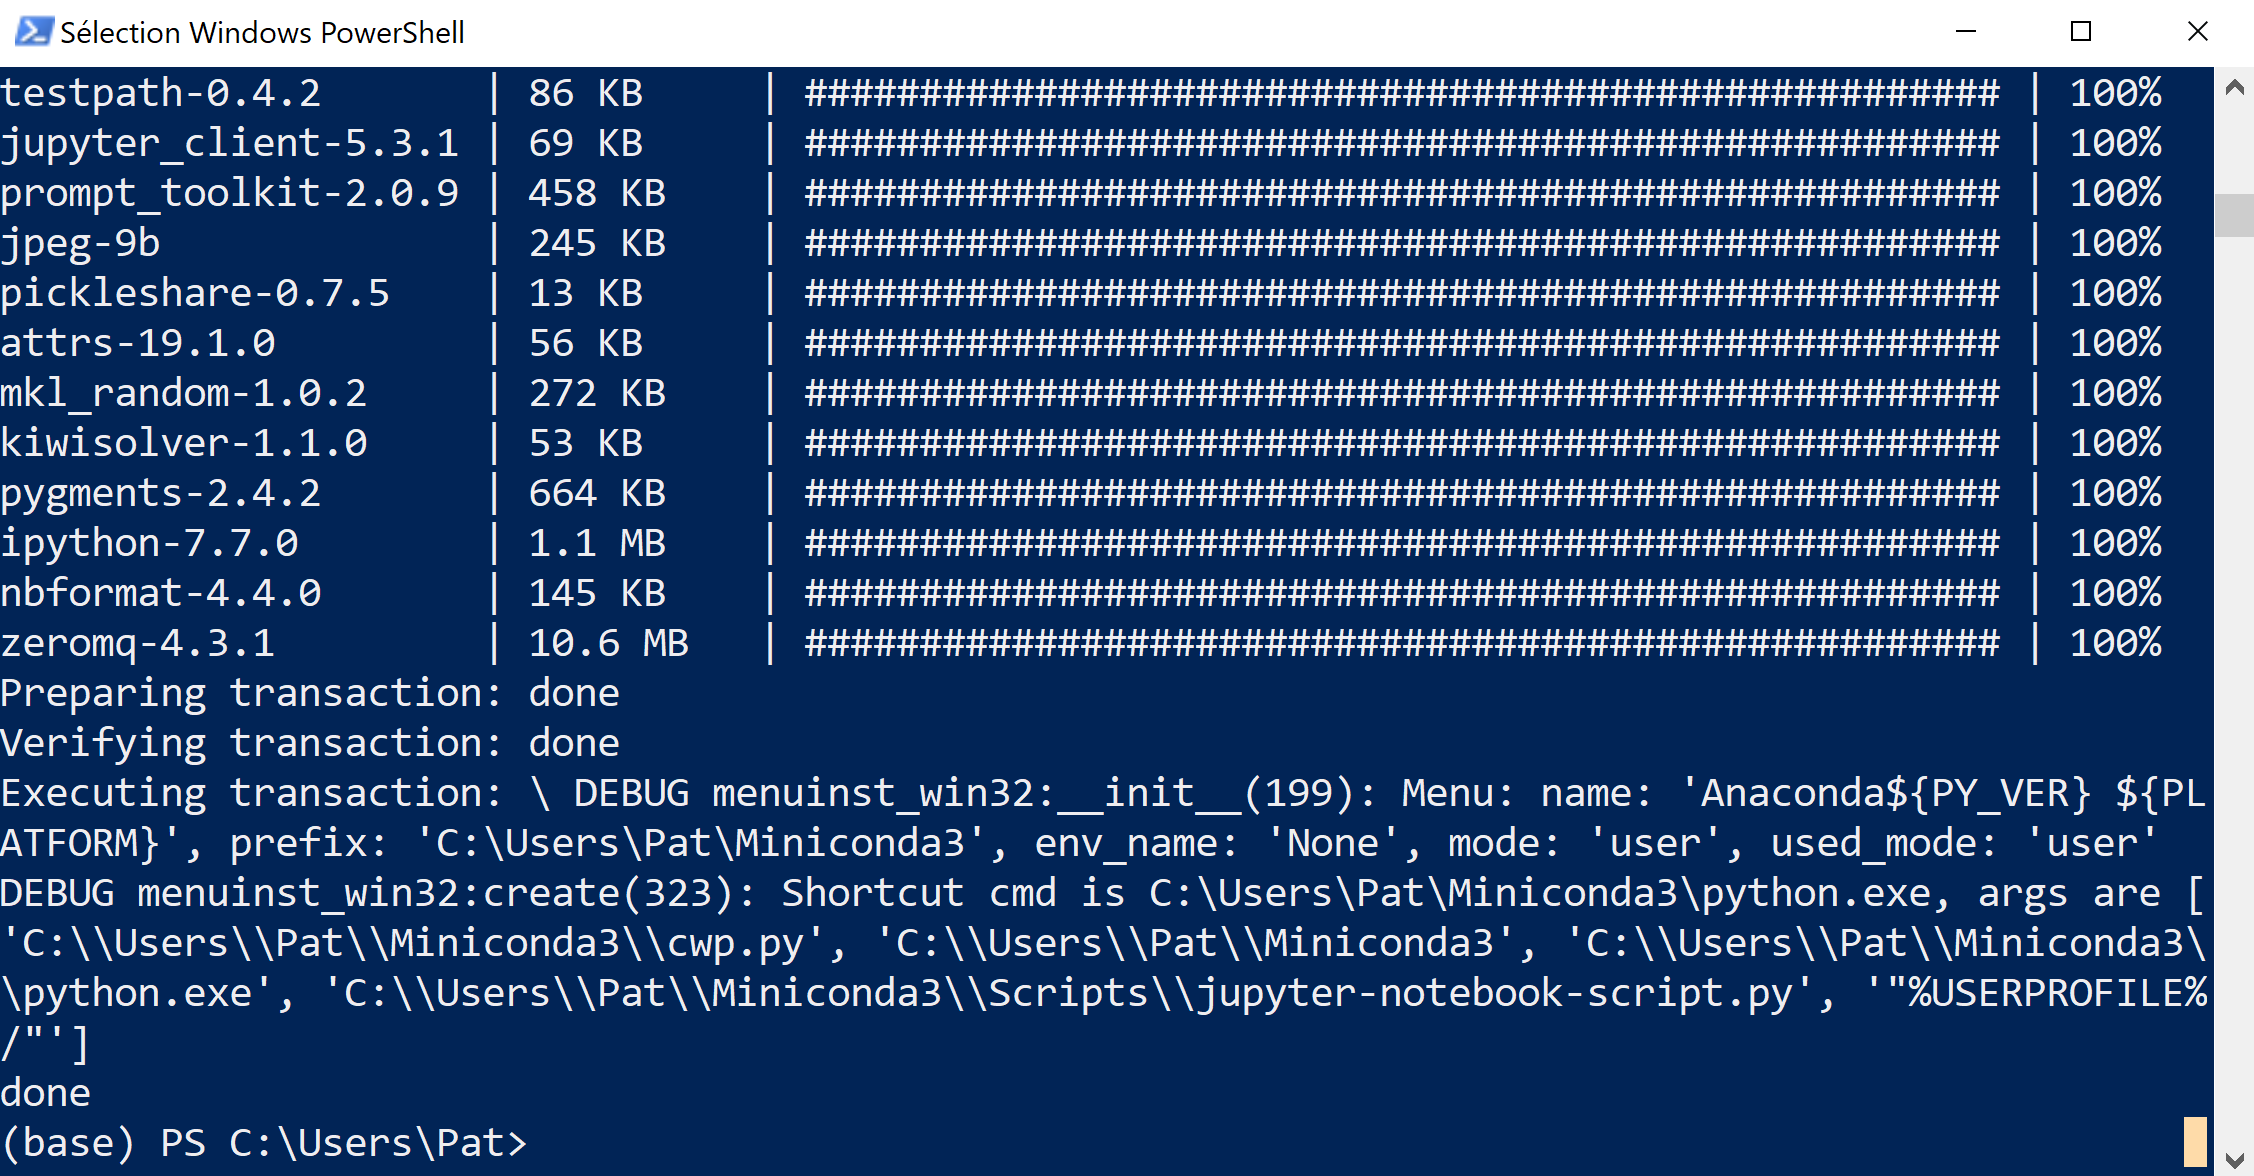 Sélection Windows PowerShell
testpath-0.4.2       | 86 KB     | #################################################### | 100%
jupyter_client-5.3.1 | 69 KB     | #################################################### | 100%
prompt_toolkit-2.0.9 | 458 KB    | #################################################### | 100%
jpeg-9b              | 245 KB    | #################################################### | 100%
pickleshare-0.7.5    | 13 KB     | #################################################### | 100%
attrs-19.1.0         | 56 KB     | #################################################### | 100%
mkl_random-1.0.2     | 272 KB    | #################################################### | 100%
kiwisolver-1.1.0     | 53 KB     | #################################################### | 100%
pygments-2.4.2       | 664 KB    | #################################################### | 100%
ipython-7.7.0        | 1.1 MB    | #################################################### | 100%
nbformat-4.4.0       | 145 KB    | #################################################### | 100%
zeromq-4.3.1         | 10.6 MB   | #################################################### | 100%
Preparing transaction: done
Verifying transaction: done
Executing transaction: \ DEBUG menuinst_win32:__init__(199): Menu: name: 'Anaconda${PY_VER} ${PL
ATFORM}', prefix: 'C:\Users\Pat\Miniconda3', env_name: 'None', mode: 'user', used_mode: 'user'
DEBUG menuinst_win32:create(323): Shortcut cmd is C:\Users\Pat\Miniconda3\python.exe, args are [
'C:\\Users\\Pat\\Miniconda3\\cwp.py', 'C:\\Users\\Pat\\Miniconda3', 'C:\\Users\\Pat\\Miniconda3\
\python.exe', 'C:\\Users\\Pat\\Miniconda3\\Scripts\\jupyter-notebook-script.py', '"%USERPROFILE%
/"']
done
(base) PS C:\Users\Pat>